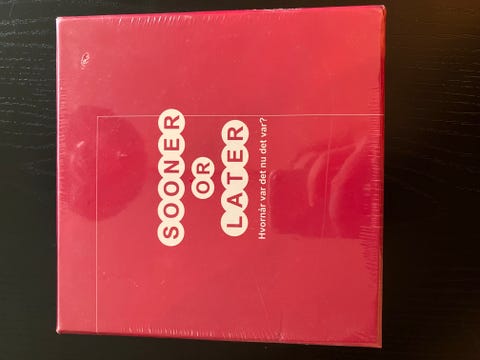 SOONER
OR
LATER
Hvornår var det nu det var?